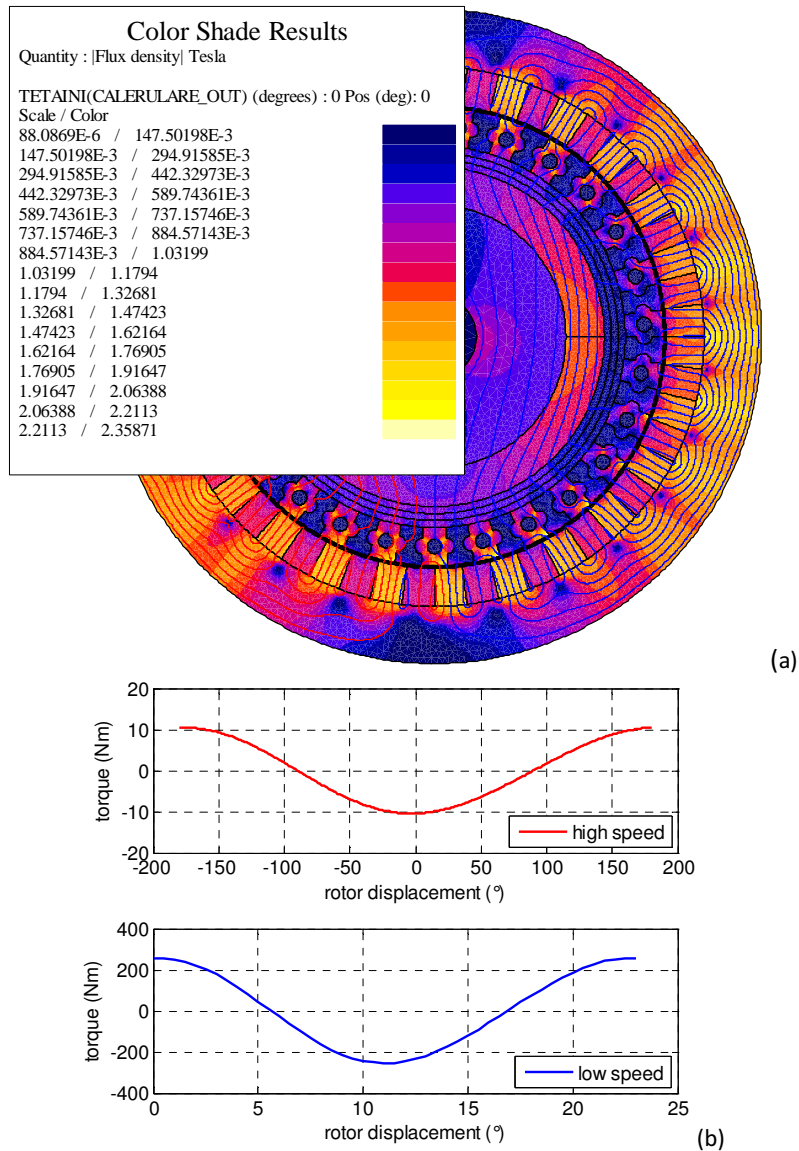 Color Shade Results
Quantity : |Flux density| Tesla
TETAINI(CALERULARE_OUT) (degrees) : 0 Pos (deg): 0
Scale / Color
88.0869E-6 / 147.50198E-3
147.50198E-3 / 294.91585E-3
294.91585E-3 / 442.32973E-3
442.32973E-3 / 589.74361E-3
589.74361E-3 / 737.15746E-3
737.15746E-3 / 884.57143E-3
884.57143E-3 / 1.03199
1.03199 / 1.1794
1.1794 / 1.32681
1.32681 / 1.47423
1.47423 / 1.62164
1.62164 / 1.76905
1.76905 / 1.91647
1.91647 / 2.06388
2.06388 / 2.2113
2.2113 / 2.35871
(a)
20
10
0
-10
-20
torque (Nm)
high speed
-200 -150 -100 -50 0 50 100 150 200
rotor displacement (°)
400
200
0
-200
-400
torque (Nm)
low speed
0 5 10 15 20 25
rotor displacement (°)
(b)